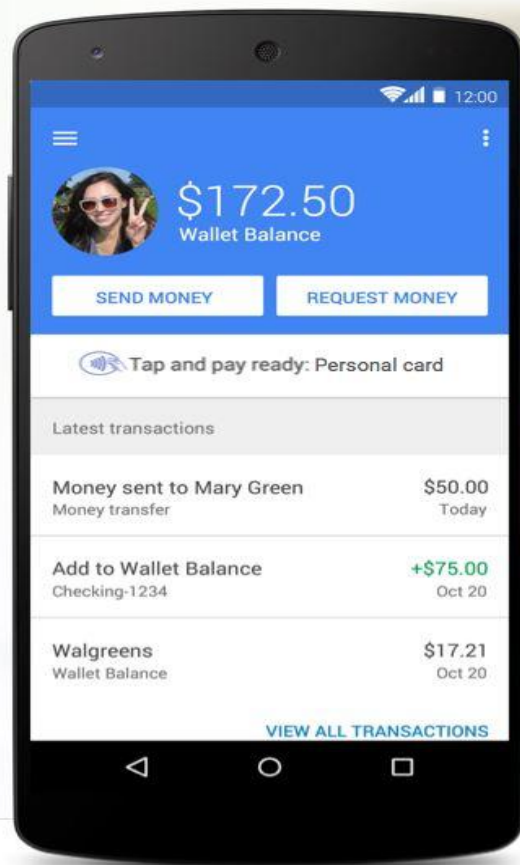 12:00
$172.50
Wallet Balance
SEND MONEY REQUEST MONEY
Tap and pay ready: Personal card
Latest transactions
Money sent to Mary Green $50.00
Money transfer Today
Add to Wallet Balance +$75.00
Checking-1234 Oct 20
Walgreens $17.21
Wallet Balance Oct 20
VIEW ALL TRANSACTIONS